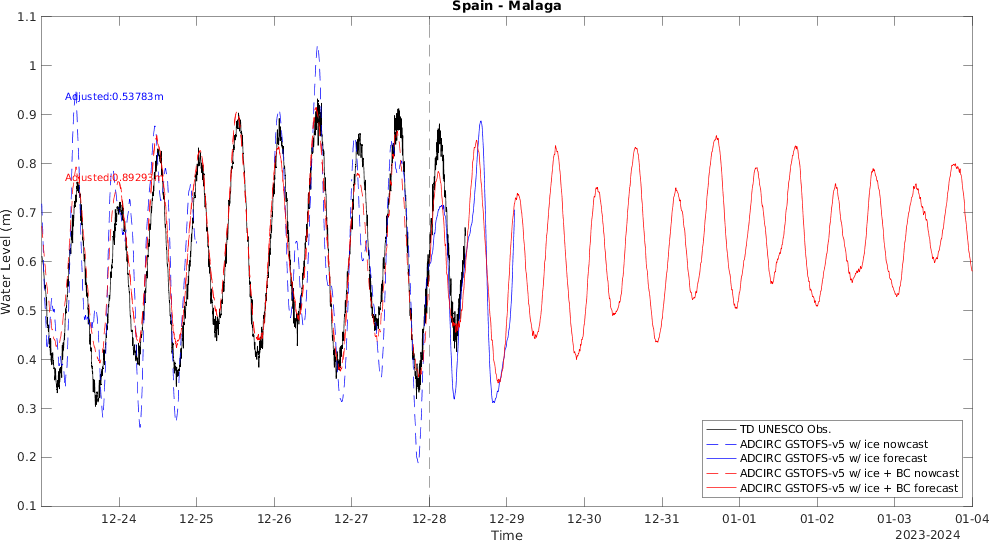 Spain - Malaga
1.1
1
0.9
0.8
0.7
0.6
0.5
0.4
0.3
0.2
0.1
Water Level (m)
Adjusted:0.53783m
Adjusted:0.89293m
TD UNESCO Obs.
ADCIRC GSTOFS-v5 w/ ice nowcast
ADCIRC GSTOFS-v5 w/ ice forecast
ADCIRC GSTOFS-v5 w/ ice + BC nowcast
ADCIRC GSTOFS-v5 w/ ice + BC forecast
12-24 12-25 12-26 12-27 12-28 12-29 12-30 12-31 01-01 01-02 01-03 01-04
Time
2023-2024